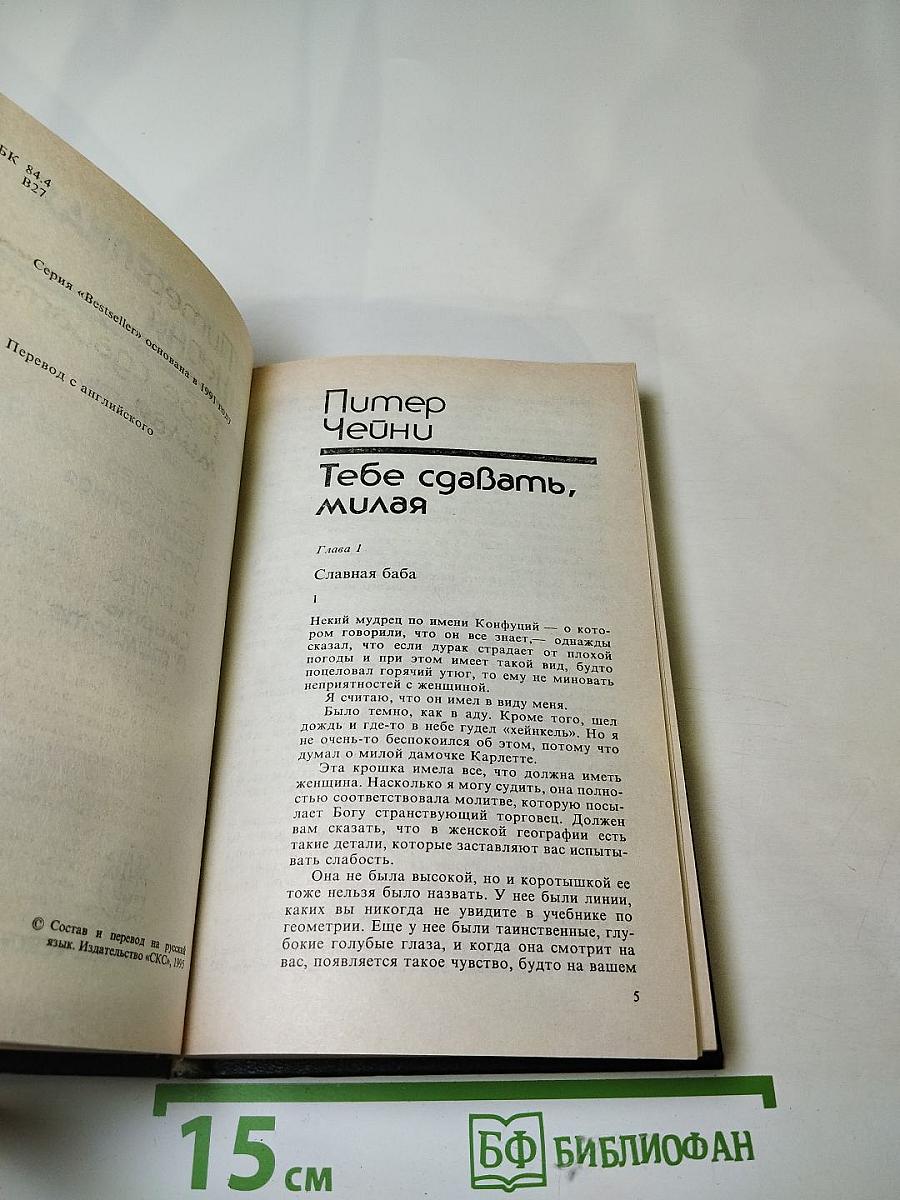 БК 84.4
В27
Серия «Bestseller» основана в 1991 году
Перевод с английского
© Состав и перевод на русский
язык. Издательство «СКС», 1995
Питер
Чейни
Тебе сдавать,
милая
Глава 1
Славная баба
1
Некий мудрец по имени Конфуций — о кото-
ром говорили, что он все знает,— однажды
сказал, что если дурак страдает от плохой
погоды и при этом имеет такой вид, будто
поцеловал горячий утюг, то ему не миновать
неприятностей с женщиной.
Я считаю, что он имел в виду меня.
Было темно, как в аду. Кроме того, шел
дождь и где-то в небе гудел «хейнкель». Но я
не очень-то беспокоился об этом, потому что
думал о милой дамочке Карлетте.
Эта крошка имела все, что должна иметь
женщина. Насколько я могу судить, она полно-
стью соответствовала молитве, которую посы-
лает Богу странствующий торговец. Должен
вам сказать, что в женской географии есть
такие детали, которые заставляют вас испыты-
вать слабость.
Она не была высокой, но и коротышкой ее
тоже нельзя было назвать. У нее были линии,
каких вы никогда не увидите в учебнике по
геометрии. Еще у нее были таинственные, глу-
бокие голубые глаза, и когда она смотрит на
вас, появляется такое чувство, будто на вашем
5
15 см
БФ БИБЛИОФАН